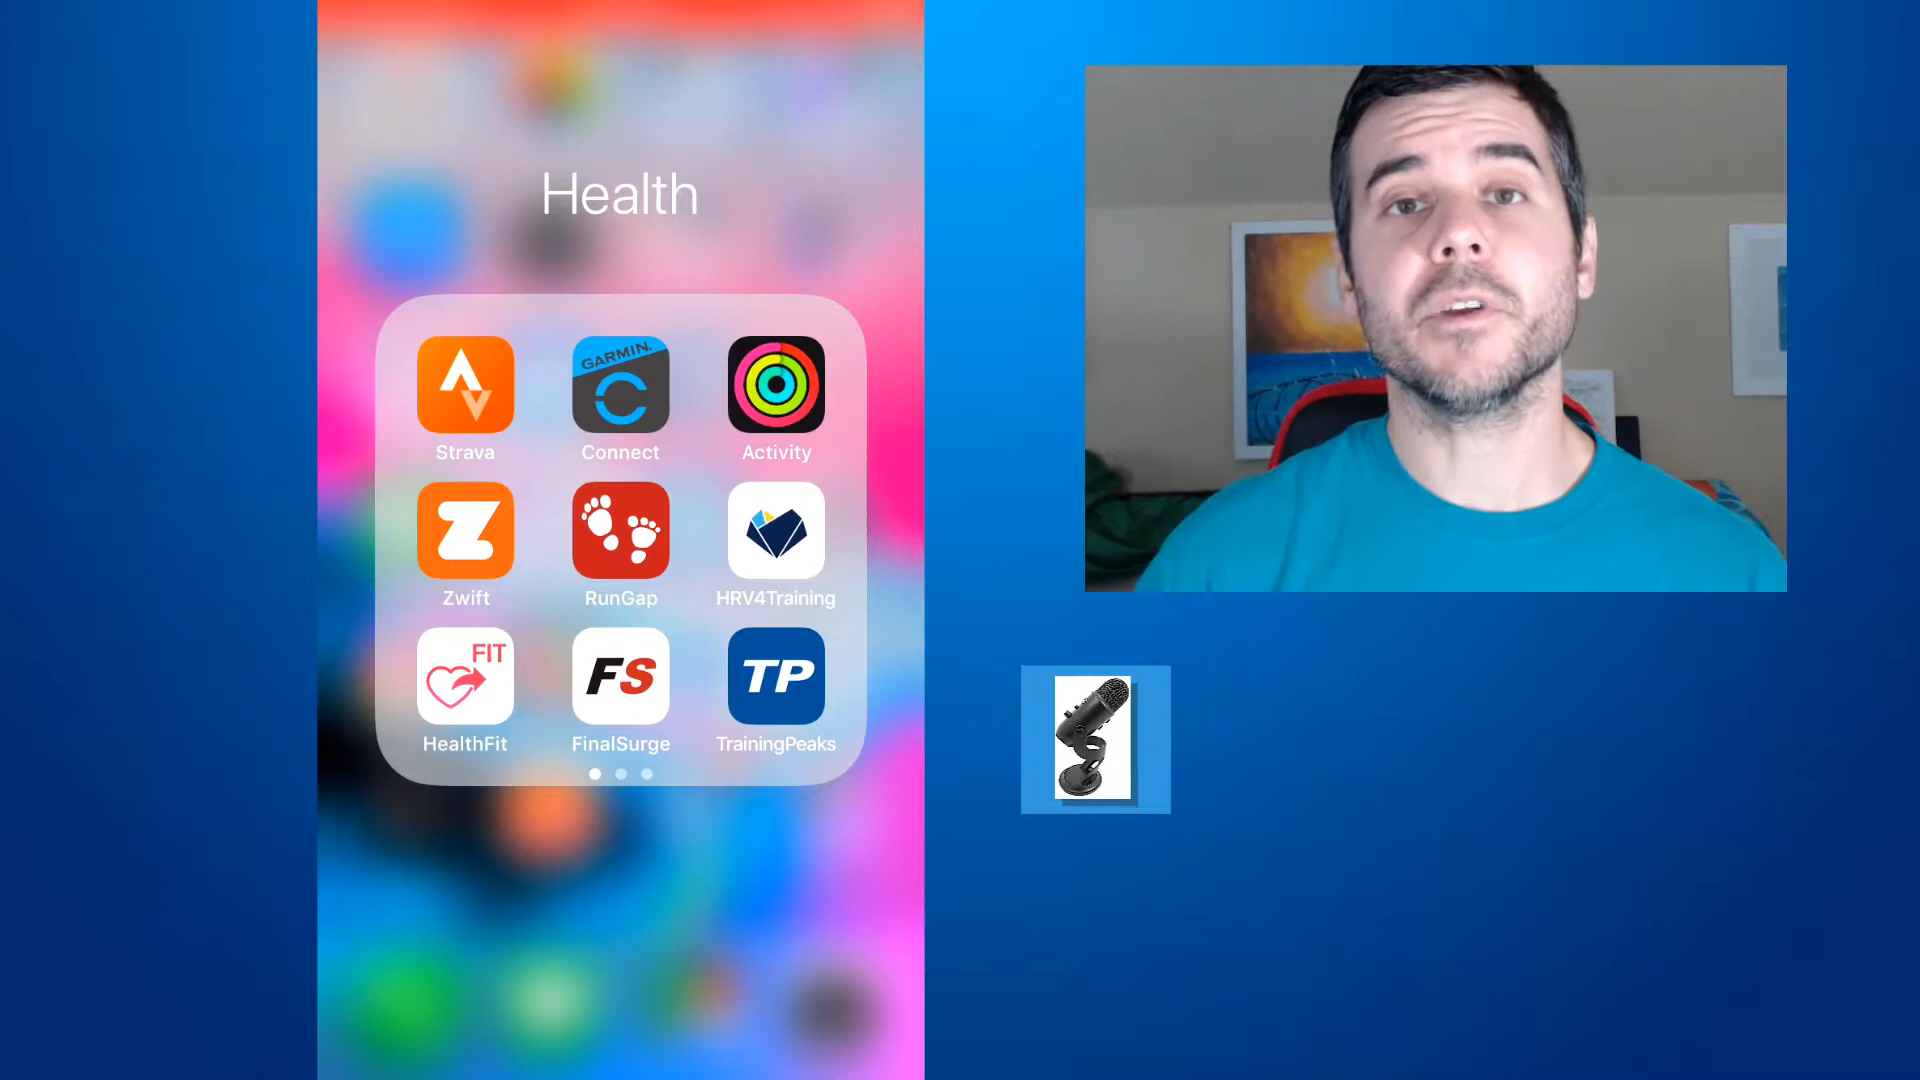 Health
GARMIN.
Strava
Connect
Activity
Zwift
RunGap
HRV4Training
FIT
FS
TP
HealthFit
FinalSurge
TrainingPeaks